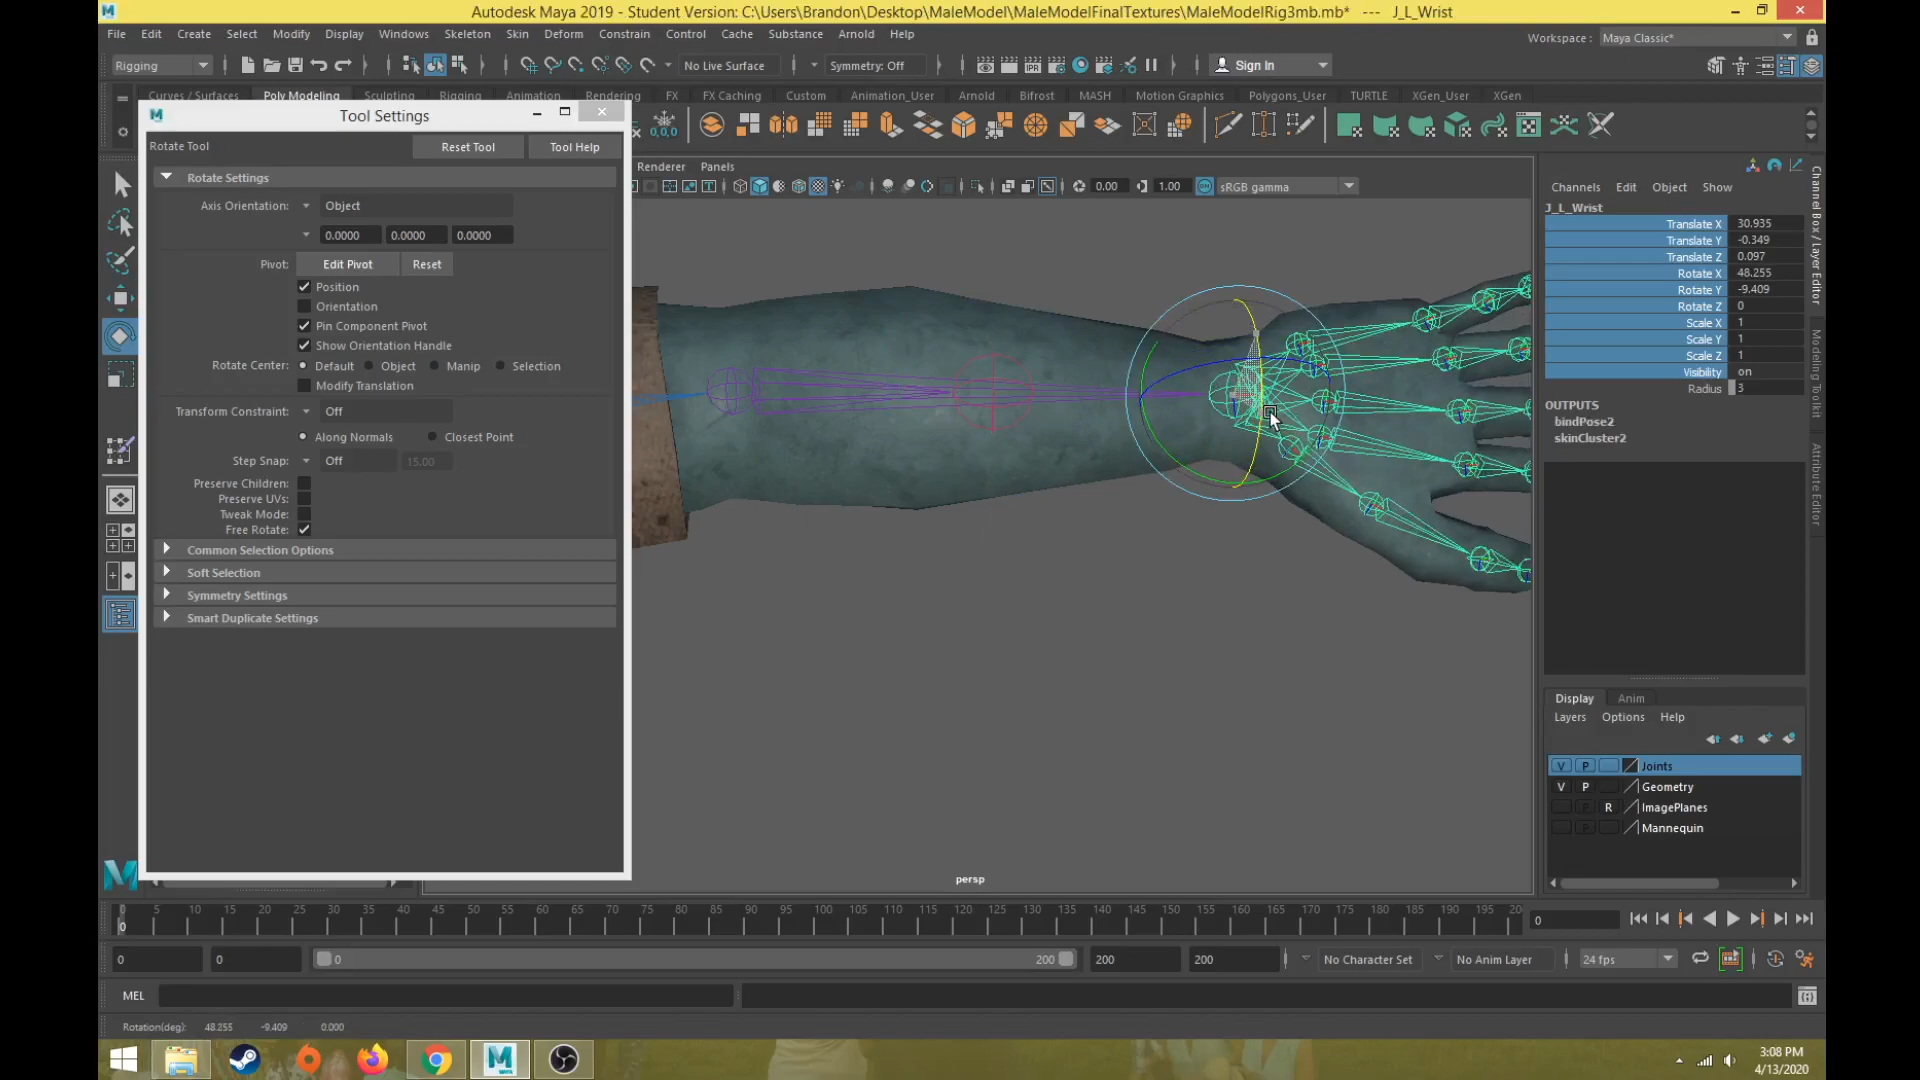 Autodesk Maya 2019 - Student Version: C:\Users\Brandon\Desktop\MaleModel\MaleModelFinalTextures\MaleModelRig3mb.mb* --- J_L_Wrist
File Edit Create Select Modify Display Windows Skeleton Skin Deform Constrain Control Cache Substance Arnold Help
Workspace : Maya Classic*
Rigging No Live Surface Symmetry: Off Sign In
Curves / Surfaces Poly Modeling Sculpting Rigging Animation Rendering FX FX Caching Custom Animation_User Arnold Bifrost MASH Motion Graphics Polygons_User TURTLE XGen_User XGen
Tool Settings
Rotate Tool Reset Tool Tool Help
Rotate Settings
Axis Orientation: Object
0.0000 0.0000 0.0000
Pivot: Edit Pivot Reset
Position
Orientation
Pin Component Pivot
Show Orientation Handle
Rotate Center: Default Object Manip Selection
Modify Translation
Transform Constraint: Off
Along Normals Closest Point
Step Snap: Off 15.00
Preserve Children:
Preserve UVs:
Tweak Mode:
Free Rotate:
Common Selection Options
Soft Selection
Symmetry Settings
Smart Duplicate Settings
Renderer Panels
0.00 1.00 sRGB gamma
persp
Channels Edit Object Show
J_L_Wrist
Translate X 30.935
Translate Y -0.349
Translate Z 0.097
Rotate X 48.255
Rotate Y -9.409
Rotate Z 0
Scale X 1
Scale Y 1
Scale Z 1
Visibility on
Radius 3
OUTPUTS
bindPose2
skinCluster2
Channel Box / Layer Editor
Modeling Toolkit
Attribute Editor
Display Anim
Layers Options Help
V P Joints
V P Geometry
R ImagePlanes
Mannequin
0 5 10 15 20 25 30 35 40 45 50 55 60 65 70 75 80 85 90 95 100 105 110 115 120 125 130 135 140 145 150 155 160 165 170 175 180 185 190 195 20
0 0
0 0 0 200 200 200 No Character Set No Anim Layer 24 fps
MEL
Rotation(deg): 48.255 -9.409 0.000
3:08 PM
4/13/2020